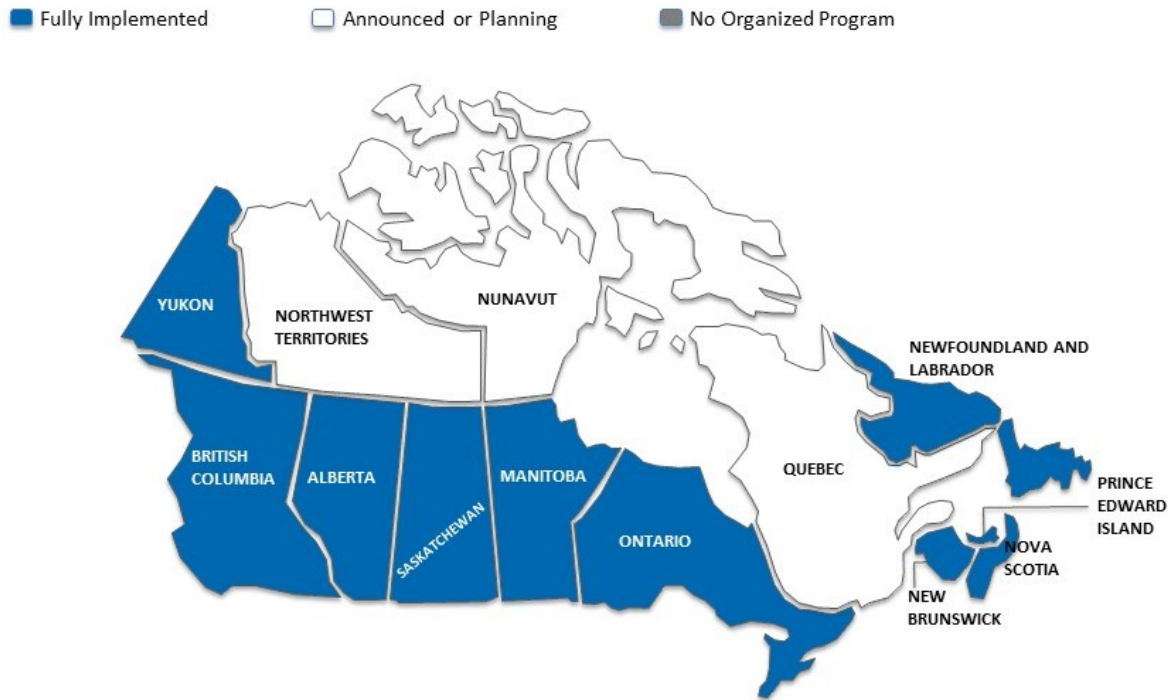 Fully Implemented
Announced or Planning
No Organized Program
YUKON
NORTHWEST
TERRITORIES
NUNAVUT
NEWFOUNDLAND AND
LABRADOR
BRITISH
COLUMBIA
ALBERTA
SASKATCHEWAN
MANITOBA
ONTARIO
QUEBEC
PRINCE
EDWARD
ISLAND
NOVA
SCOTIA
NEW
BRUNSWICK